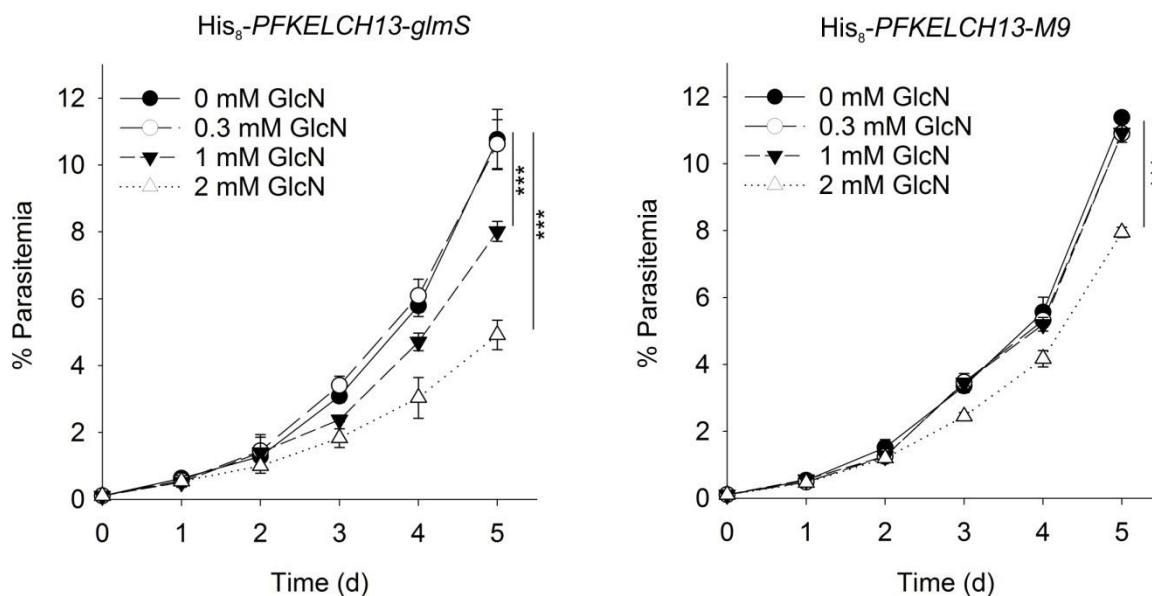 His₈-PFKELCH13-glmS
12
10
8
6
4
2
0
% Parasitemia
0 mM GlcN
0.3 mM GlcN
1 mM GlcN
2 mM GlcN
***
***
0 1 2 3 4 5
Time (d)
His₈-PFKELCH13-M9
12
10
8
6
4
2
0
% Parasitemia
0 mM GlcN
0.3 mM GlcN
1 mM GlcN
2 mM GlcN
0 1 2 3 4 5
Time (d)